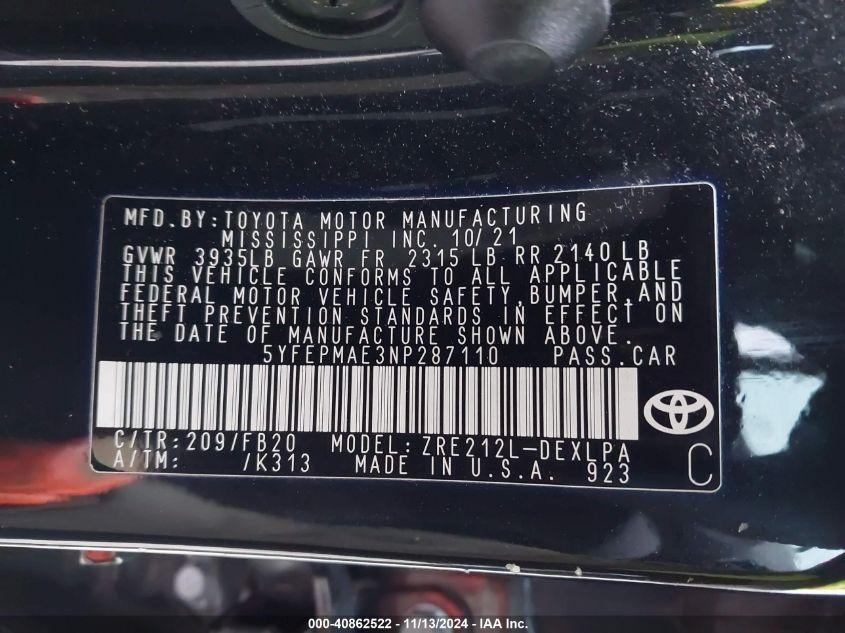 MFD.BY:TOYOTA MOTOR MANUFACTURING
MISSISSIPPI INC. 10/21
GVWR 3935LB GAWR FR 2315 LB RR 2140 LB
THIS VEHICLE CONFORMS TO ALL APPLICABLE
FEDERAL MOTOR VEHICLE SAFETY,BUMPER,AND
THEFT PREVENTION STANDARDS IN EFFECT ON
THE DATE OF MANUFACTURE SHOWN ABOVE.
5YFEPMAE3NP287110 PASS.CAR
C/TR:209/FB20 MODEL:ZRE212L-DEXLPA
A/TM: /K313 MADE IN U.S.A. 923 C
000-40862522 - 11/13/2024 - IAA Inc.